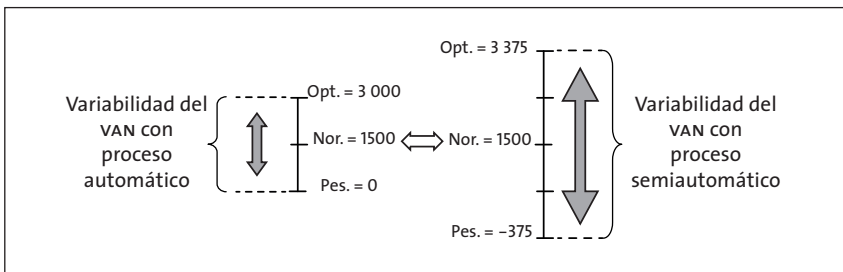 Opt. = 3 375
Opt. = 3 000
Variabilidad del
VAN con
proceso
automático
Nor. = 1500
Nor. = 1500
Pes. = 0
Pes. = –375
Variabilidad del
VAN con
proceso
semiautomático